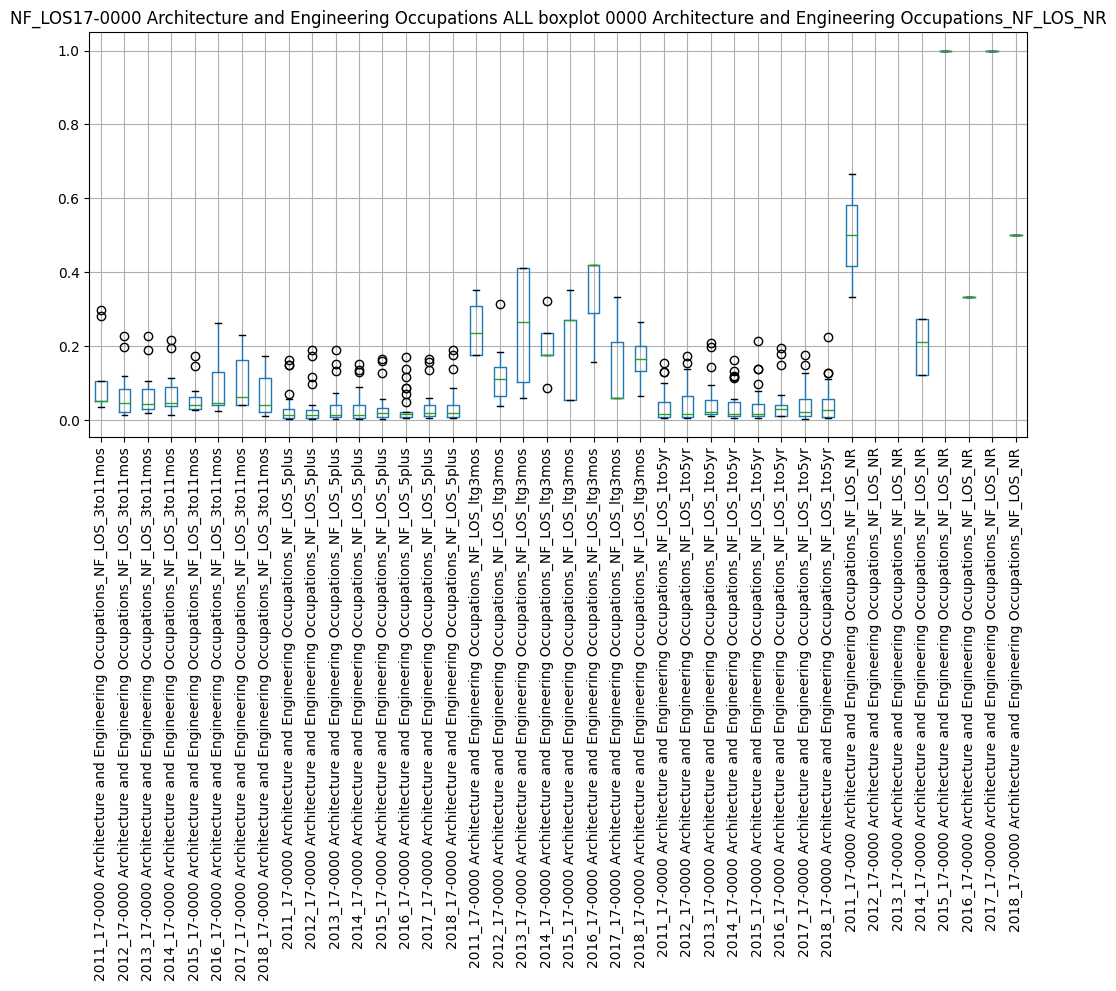 NF_LOS17-0000 Architecture and Engineering Occupations ALL boxplot 0000 Architecture and Engineering Occupations_NF_LOS_NR
1.0
0.8
0.6
0.4
0.2
0.0
2011_17-0000 Architecture and Engineering Occupations_NF_LOS_3to11mos
2012_17-0000 Architecture and Engineering Occupations_NF_LOS_3to11mos
2013_17-0000 Architecture and Engineering Occupations_NF_LOS_3to11mos
2014_17-0000 Architecture and Engineering Occupations_NF_LOS_3to11mos
2015_17-0000 Architecture and Engineering Occupations_NF_LOS_3to11mos
2016_17-0000 Architecture and Engineering Occupations_NF_LOS_3to11mos
2017_17-0000 Architecture and Engineering Occupations_NF_LOS_3to11mos
2018_17-0000 Architecture and Engineering Occupations_NF_LOS_3to11mos
2011_17-0000 Architecture and Engineering Occupations_NF_LOS_5plus
2012_17-0000 Architecture and Engineering Occupations_NF_LOS_5plus
2013_17-0000 Architecture and Engineering Occupations_NF_LOS_5plus
2014_17-0000 Architecture and Engineering Occupations_NF_LOS_5plus
2015_17-0000 Architecture and Engineering Occupations_NF_LOS_5plus
2016_17-0000 Architecture and Engineering Occupations_NF_LOS_5plus
2017_17-0000 Architecture and Engineering Occupations_NF_LOS_5plus
2018_17-0000 Architecture and Engineering Occupations_NF_LOS_5plus
2011_17-0000 Architecture and Engineering Occupations_NF_LOS_ltg3mos
2012_17-0000 Architecture and Engineering Occupations_NF_LOS_ltg3mos
2013_17-0000 Architecture and Engineering Occupations_NF_LOS_ltg3mos
2014_17-0000 Architecture and Engineering Occupations_NF_LOS_ltg3mos
2015_17-0000 Architecture and Engineering Occupations_NF_LOS_ltg3mos
2016_17-0000 Architecture and Engineering Occupations_NF_LOS_ltg3mos
2017_17-0000 Architecture and Engineering Occupations_NF_LOS_ltg3mos
2018_17-0000 Architecture and Engineering Occupations_NF_LOS_ltg3mos
2011_17-0000 Architecture and Engineering Occupations_NF_LOS_1to5yr
2012_17-0000 Architecture and Engineering Occupations_NF_LOS_1to5yr
2013_17-0000 Architecture and Engineering Occupations_NF_LOS_1to5yr
2014_17-0000 Architecture and Engineering Occupations_NF_LOS_1to5yr
2015_17-0000 Architecture and Engineering Occupations_NF_LOS_1to5yr
2016_17-0000 Architecture and Engineering Occupations_NF_LOS_1to5yr
2017_17-0000 Architecture and Engineering Occupations_NF_LOS_1to5yr
2018_17-0000 Architecture and Engineering Occupations_NF_LOS_1to5yr
2011_17-0000 Architecture and Engineering Occupations_NF_LOS_NR
2012_17-0000 Architecture and Engineering Occupations_NF_LOS_NR
2013_17-0000 Architecture and Engineering Occupations_NF_LOS_NR
2014_17-0000 Architecture and Engineering Occupations_NF_LOS_NR
2015_17-0000 Architecture and Engineering Occupations_NF_LOS_NR
2016_17-0000 Architecture and Engineering Occupations_NF_LOS_NR
2017_17-0000 Architecture and Engineering Occupations_NF_LOS_NR
2018_17-0000 Architecture and Engineering Occupations_NF_LOS_NR